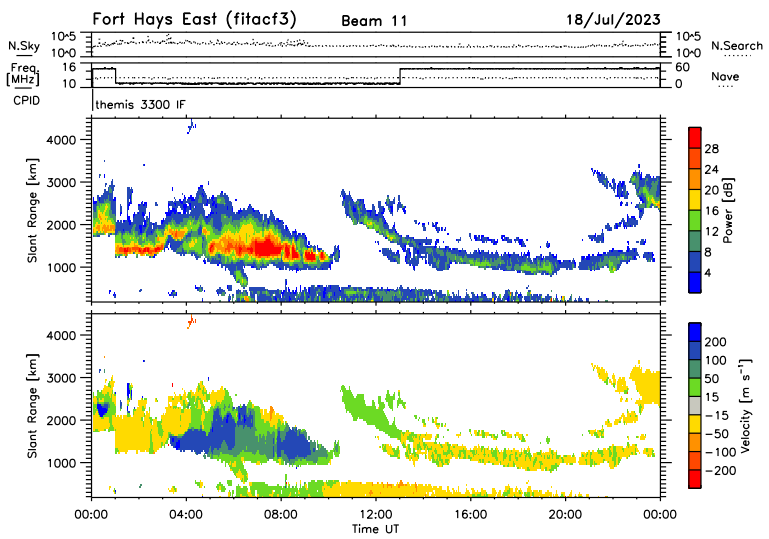 Fort Hays East (fitacf3) Beam 11 18/Jul/2023
N.Sky 10^5 10^0 10^5 10^0 N.Search
Freq. [MHz] 16 10 60 0 Nave
CPID themis 3300 IF
Slant Range [km] 4000 3000 2000 1000
28 24 20 16 12 8 4 Power [dB]
Slant Range [km] 4000 3000 2000 1000
200 100 50 15 −15 −50 −100 −200 Velocity [m s⁻¹]
00:00 04:00 08:00 12:00 16:00 20:00 00:00
Time UT